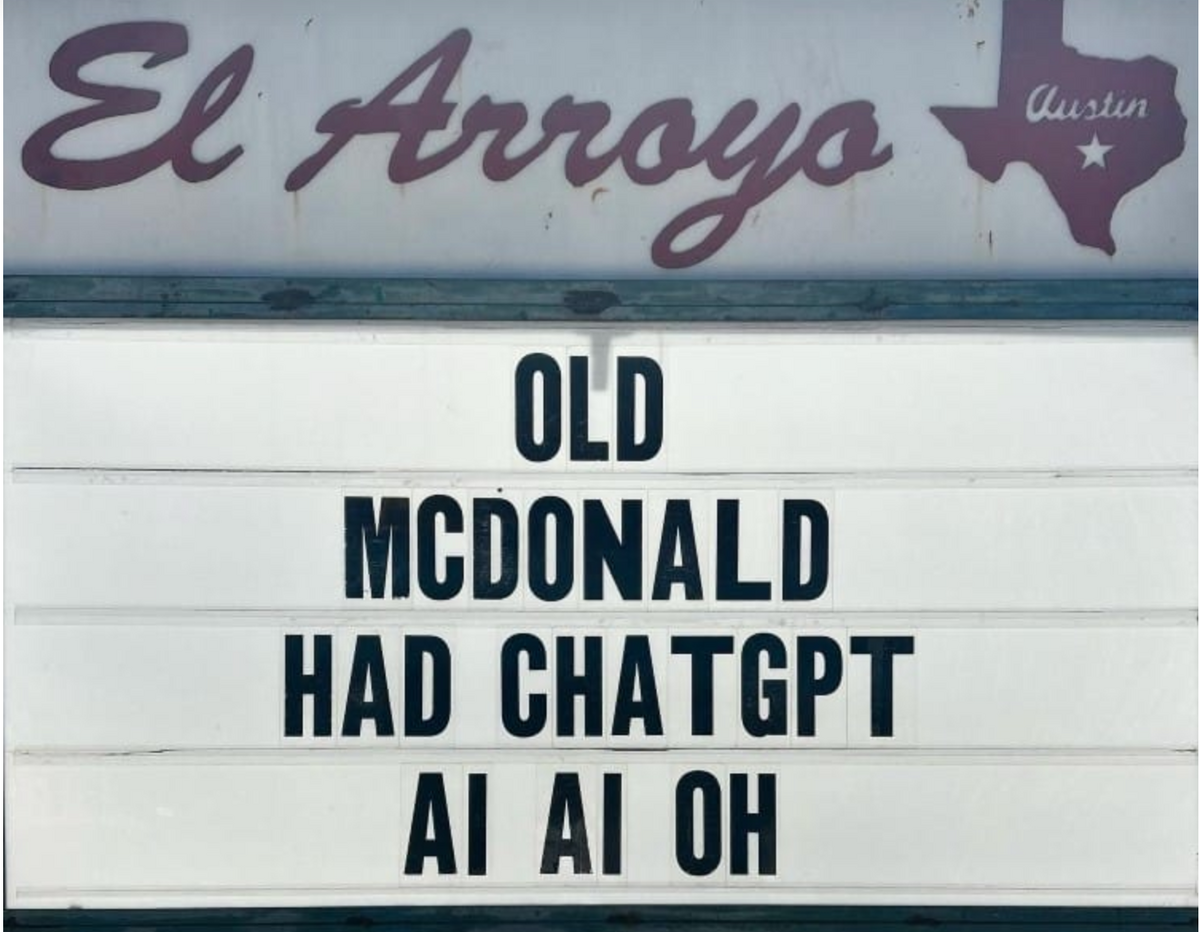 El Arroyo
Austin
OLD
MCDONALD
HAD CHATGPT
AI AI OH